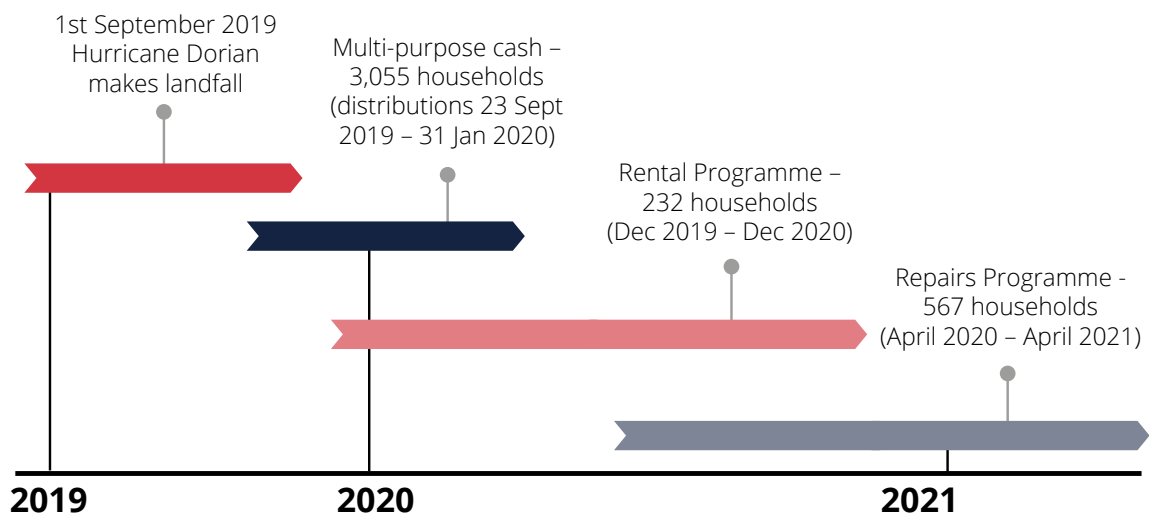 1st September 2019
Hurricane Dorian
makes landfall
Multi-purpose cash –
3,055 households
(distributions 23 Sept
2019 – 31 Jan 2020)
Rental Programme –
232 households
(Dec 2019 – Dec 2020)
Repairs Programme -
567 households
(April 2020 – April 2021)
2019
2020
2021